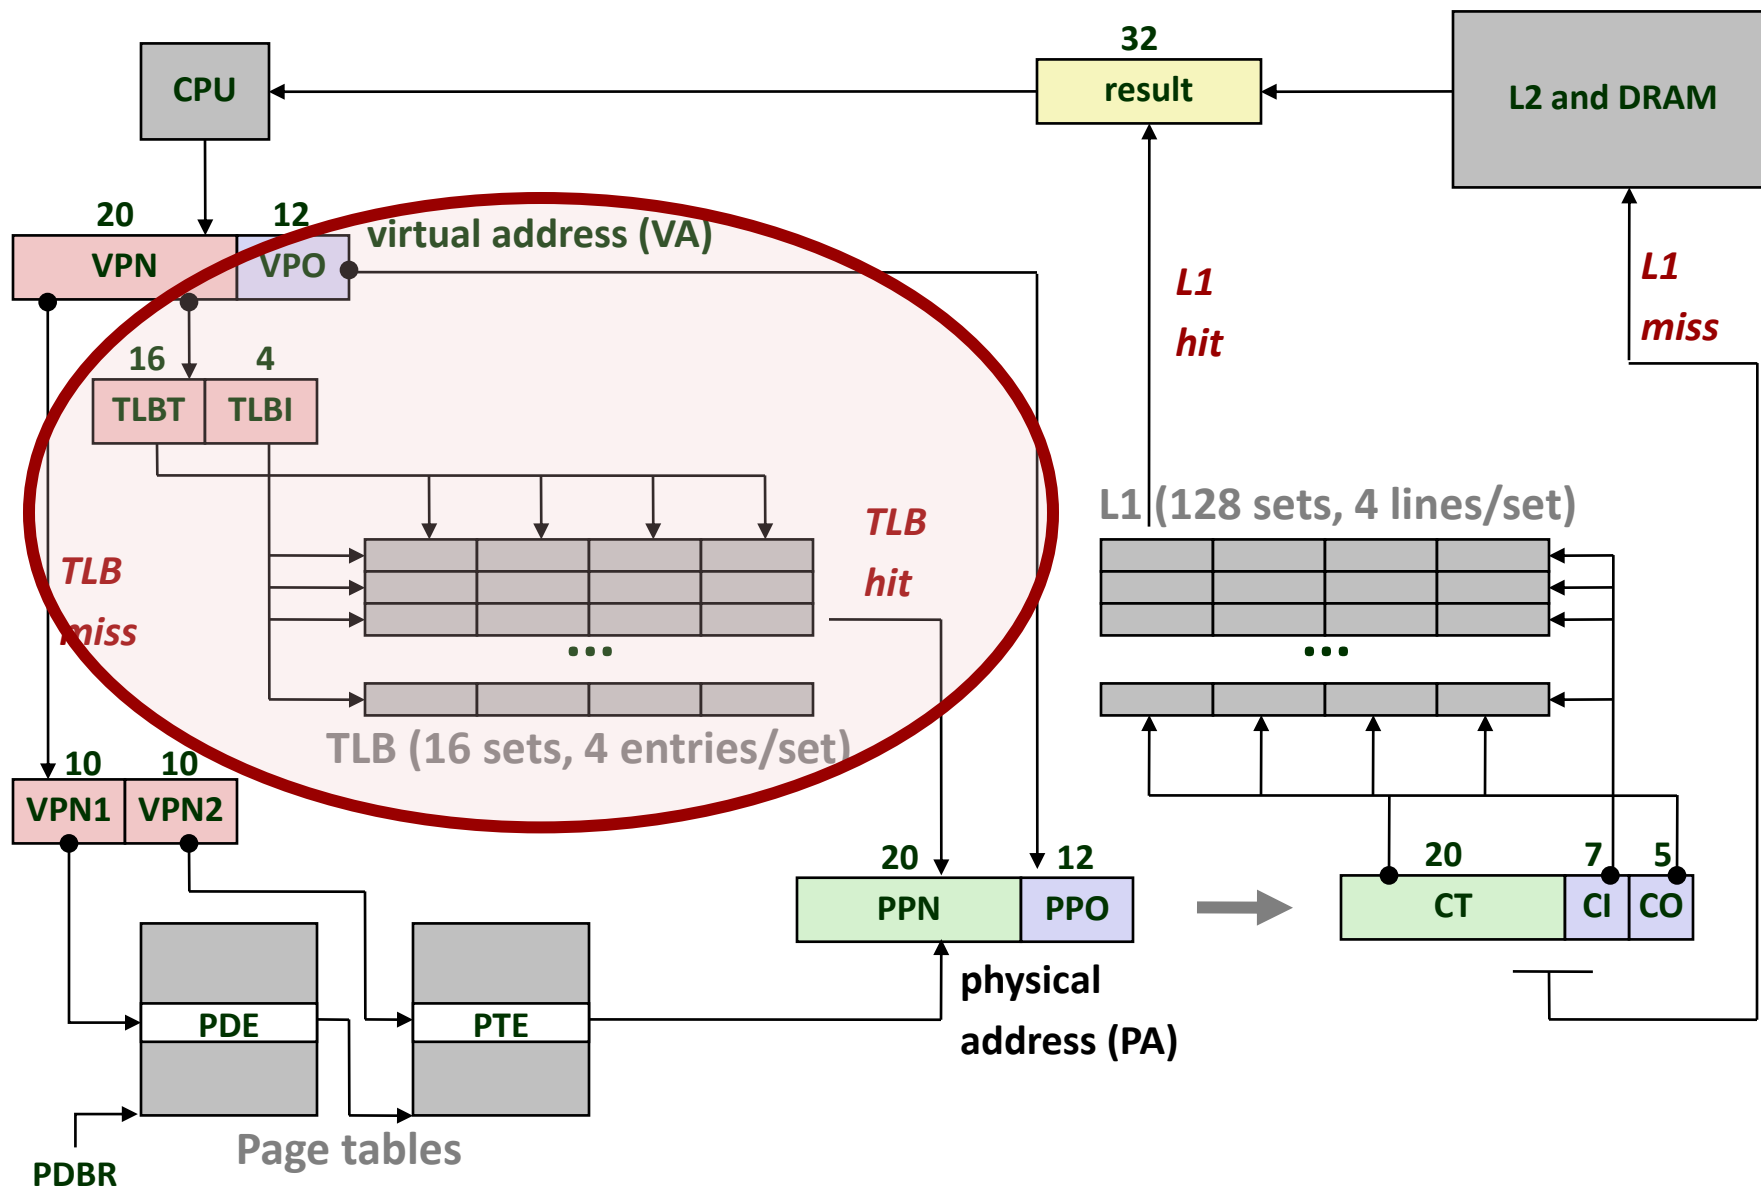 32
CPU
result
L2 and DRAM
20
12
virtual address (VA)
VPN
VPO
L1
hit
L1
miss
16
4
TLBT
TLBI
TLB
hit
L1 (128 sets, 4 lines/set)
TLB
miss
...
...
TLB (16 sets, 4 entries/set)
10
10
VPN1
VPN2
20
12
20
7
5
PPN
PPO
CT
CI
CO
physical
address (PA)
PDE
PTE
Page tables
PDBR